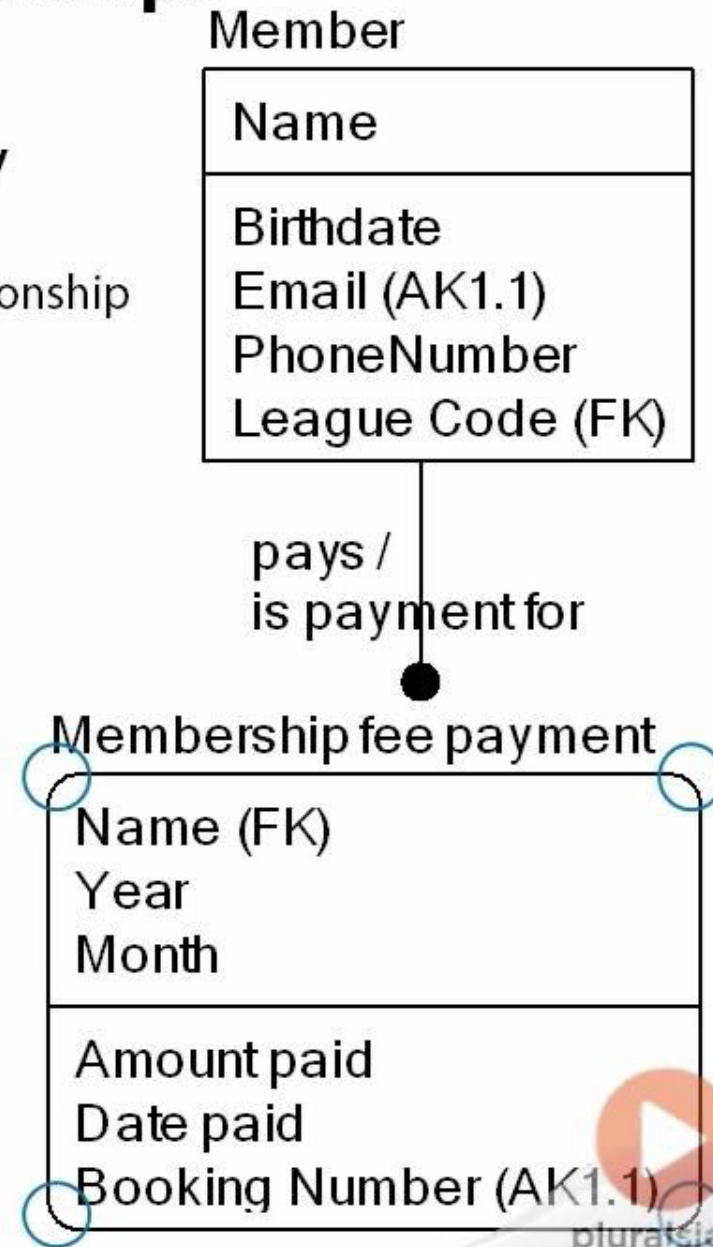 Member
Name
Birthdate
onship
Email (AK1.1)
PhoneNumber
League Code (FK)
pays /
is payment for
Membership fee payment
Name (FK)
Year
Month
Amount paid
Date paid
Booking Number (AK1.1)